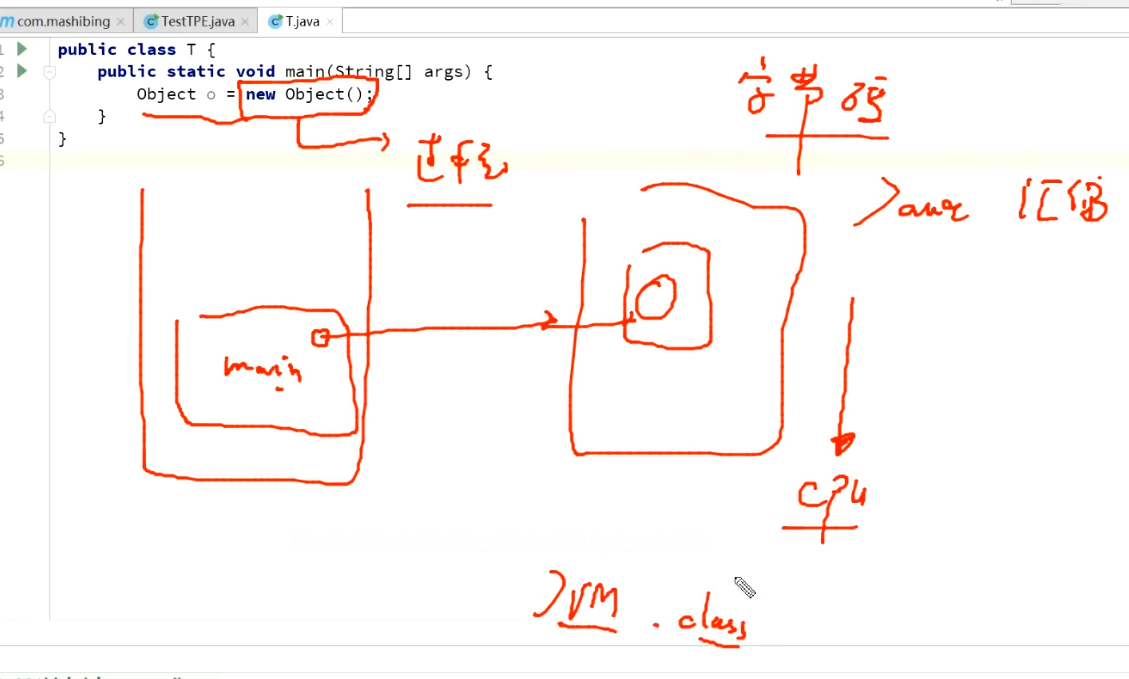 com.mashibing × TestTPE.java × T.java ×
1 public class T {
2 public static void main(String[] args) {
3 Object o = new Object();
4 }
5 }
6
字节码
过程
Java 汇编
main
CPU
JVM .class